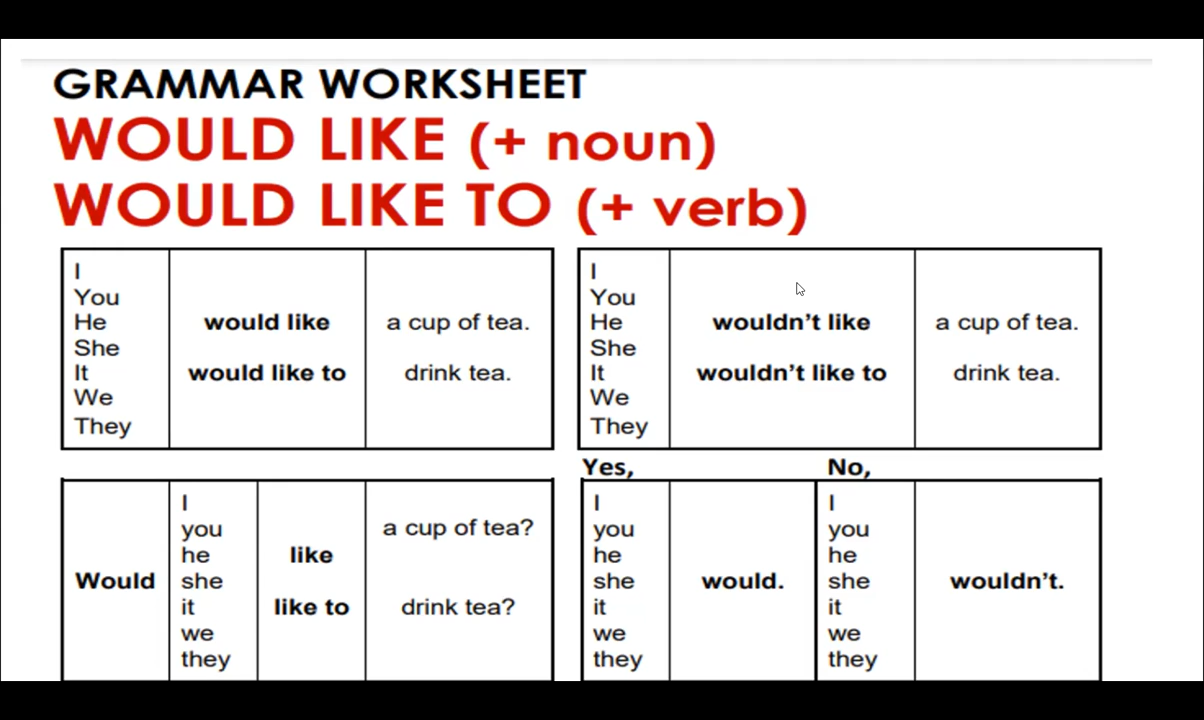 GRAMMAR WORKSHEET
WOULD LIKE (+ noun)
WOULD LIKE TO (+ verb)
I
You
He
She
It
We
They
would like
would like to
a cup of tea.
drink tea.
I
You
He
She
It
We
They
wouldn't like
wouldn't like to
a cup of tea.
drink tea.
Would
I
you
he
she
it
we
they
like
like to
a cup of tea?
drink tea?
Yes,
I
you
he
she
it
we
they
would.
No,
I
you
he
she
it
we
they
wouldn't.